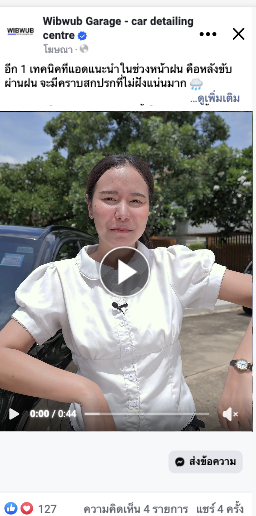 WIBWUB
Wibwub Garage - car detailing
centre
โฆษณา ·
อีก 1 เทคนิคที่แอดแนะนำในช่วงหน้าฝน คือหลังขับ
ผ่านฝน จะมีคราบสกปรกที่ไม่ฝังแน่นมาก
...ดูเพิ่มเติม
0:00 / 0:44
ส่งข้อความ
127
ความคิดเห็น 4 รายการ
แชร์ 4 ครั้ง